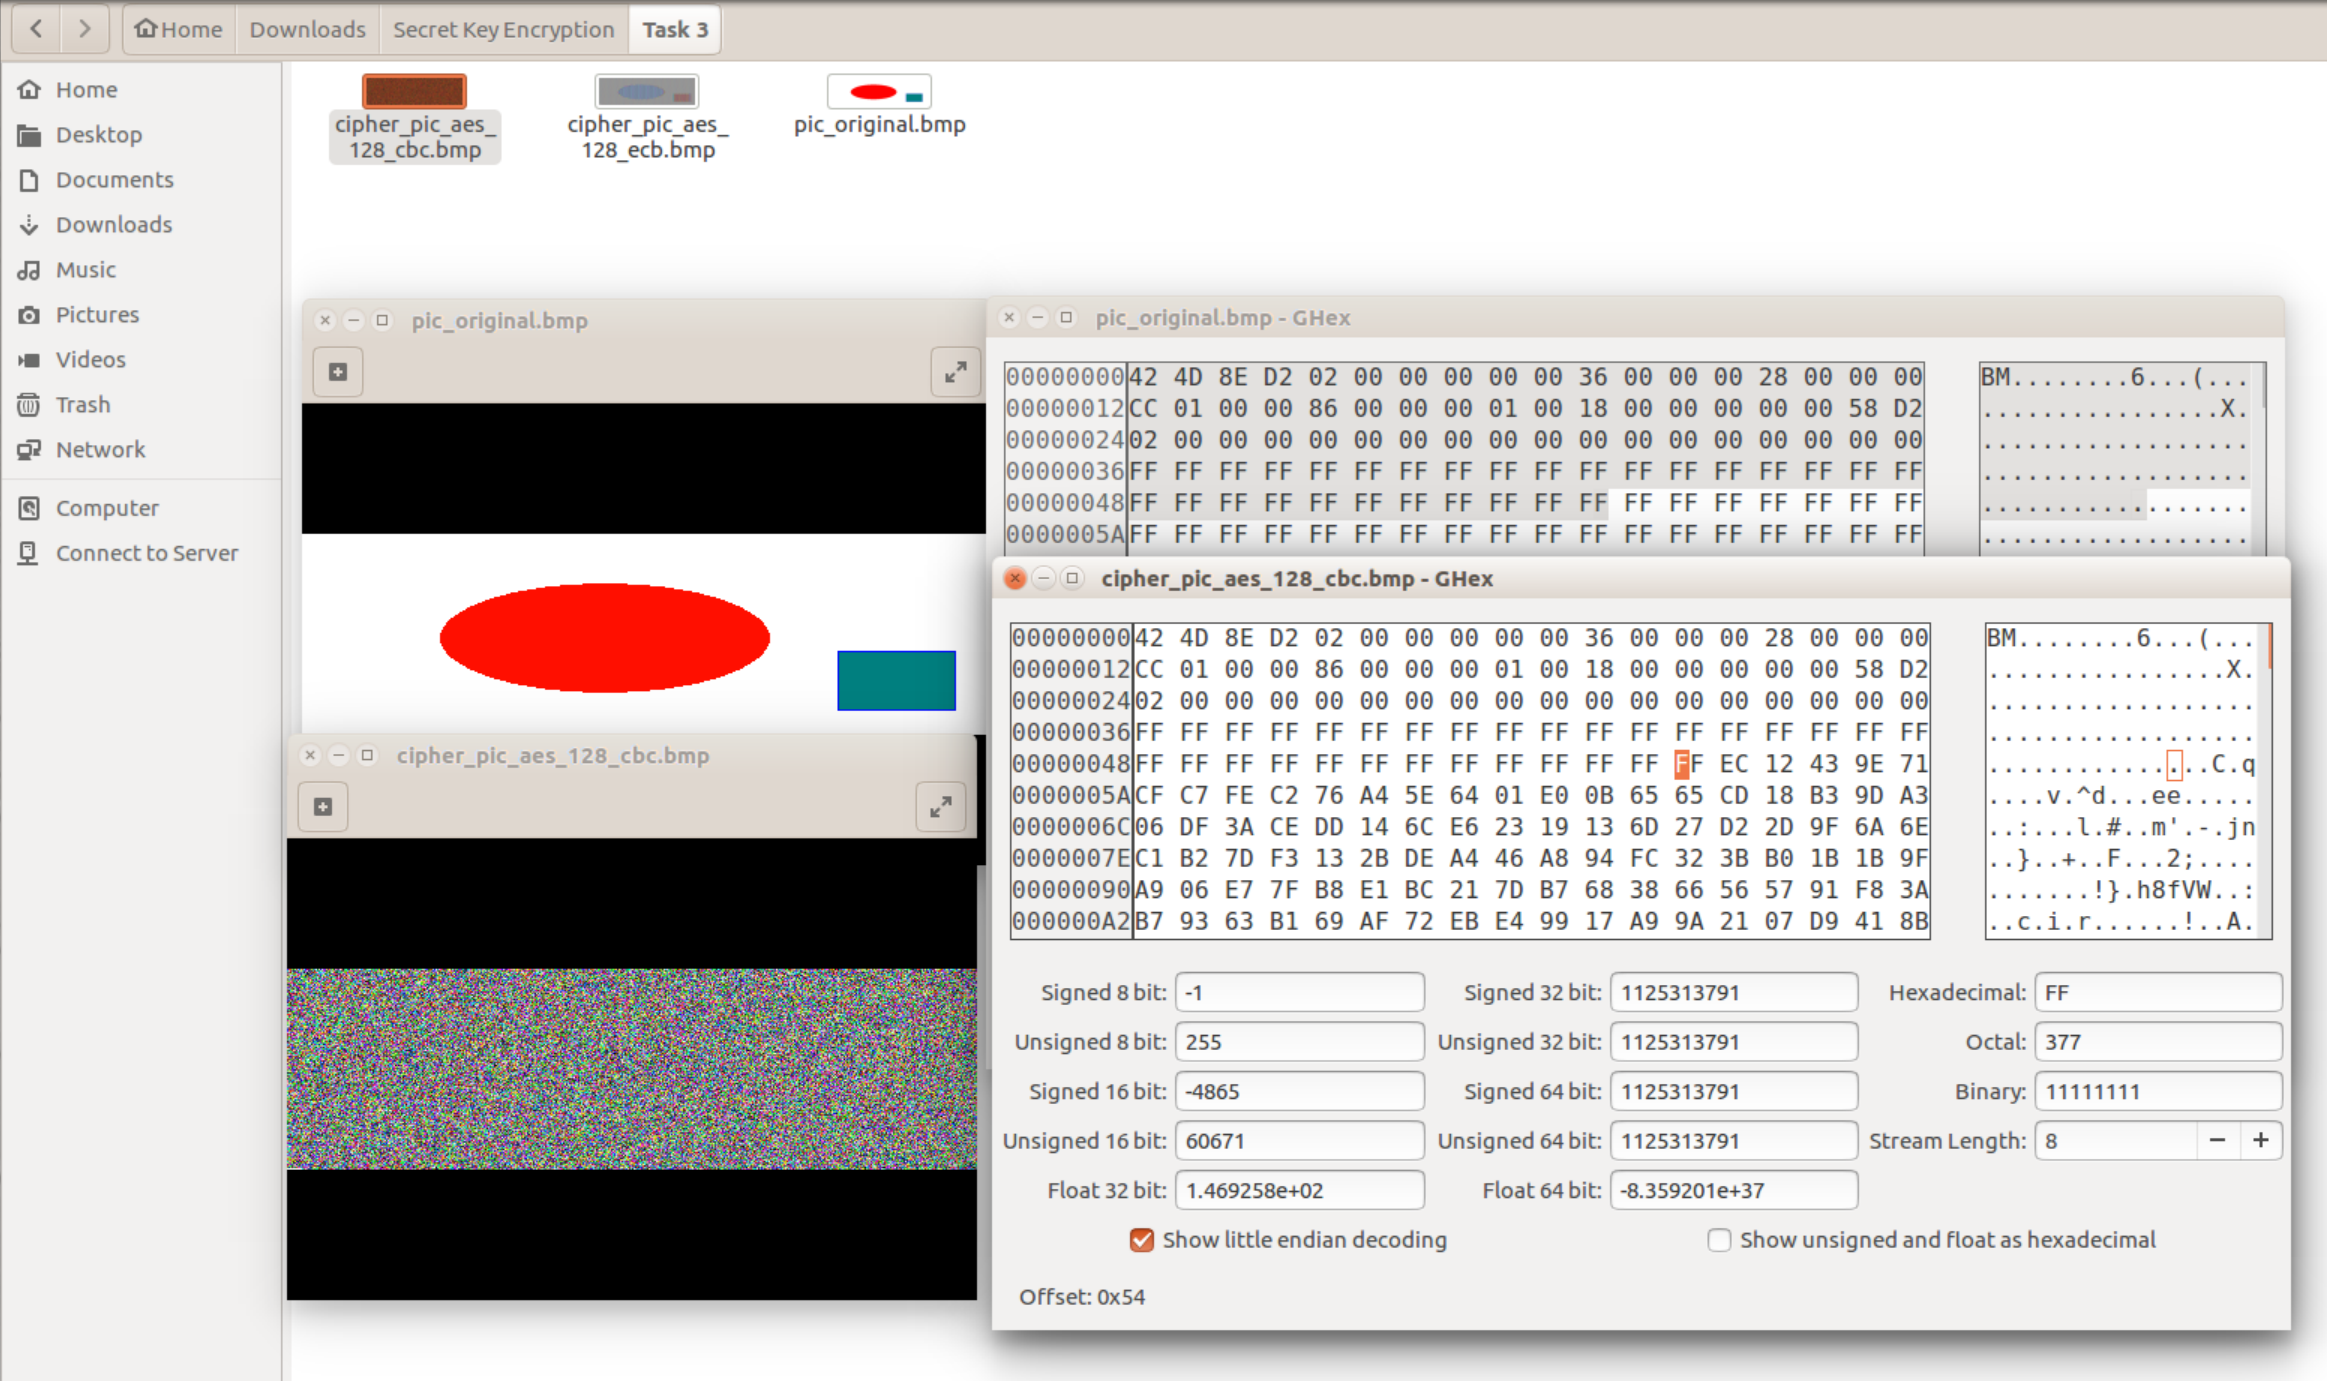 Home Downloads Secret Key Encryption Task 3
Home
Desktop
Documents
Downloads
Music
Pictures
Videos
Trash
Network
Computer
Connect to Server
cipher_pic_aes_
128_cbc.bmp
cipher_pic_aes_
128_ecb.bmp
pic_original.bmp
pic_original.bmp
pic_original.bmp - GHex
00000000 42 4D 8E D2 02 00 00 00 00 00 36 00 00 00 28 00 00 00 BM........6...(...
00000012 CC 01 00 00 86 00 00 00 01 00 18 00 00 00 00 00 58 D2 ................X.
00000024 02 00 00 00 00 00 00 00 00 00 00 00 00 00 00 00 00 00 ..................
00000036 FF FF FF FF FF FF FF FF FF FF FF FF FF FF FF FF FF FF ..................
00000048 FF FF FF FF FF FF FF FF FF FF FF FF FF FF FF FF FF FF ..................
0000005A FF FF FF FF FF FF FF FF FF FF FF FF FF FF FF FF FF FF ..................
cipher_pic_aes_128_cbc.bmp - GHex
00000000 42 4D 8E D2 02 00 00 00 00 00 36 00 00 00 28 00 00 00 BM........6...(...
00000012 CC 01 00 00 86 00 00 00 01 00 18 00 00 00 00 00 58 D2 ................X.
00000024 02 00 00 00 00 00 00 00 00 00 00 00 00 00 00 00 00 00 ..................
00000036 FF FF FF FF FF FF FF FF FF FF FF FF FF FF FF FF FF FF ..................
00000048 FF FF FF FF FF FF FF FF FF FF FF FF FF EC 12 43 9E 71 ...............C.q
0000005A CF C7 FE C2 76 A4 5E 64 01 E0 0B 65 65 CD 18 B3 9D A3 ....v.^d...ee.....
0000006C 06 DF 3A CE DD 14 6C E6 23 19 13 6D 27 D2 2D 9F 6A 6E ..:...l.#..m'.-.jn
0000007E C1 B2 7D F3 13 2B DE A4 46 A8 94 FC 32 3B B0 1B 1B 9F ..}..+..F...2;....
00000090 A9 06 E7 7F B8 E1 BC 21 7D B7 68 38 66 56 57 91 F8 3A .......!}.h8fVW..:
000000A2 B7 93 63 B1 69 AF 72 EB E4 99 17 A9 9A 21 07 D9 41 8B ..c.i.r......!..A.
cipher_pic_aes_128_cbc.bmp
Signed 8 bit: -1 Signed 32 bit: 1125313791 Hexadecimal: FF
Unsigned 8 bit: 255 Unsigned 32 bit: 1125313791 Octal: 377
Signed 16 bit: -4865 Signed 64 bit: 1125313791 Binary: 11111111
Unsigned 16 bit: 60671 Unsigned 64 bit: 1125313791 Stream Length: 8 − +
Float 32 bit: 1.469258e+02 Float 64 bit: -8.359201e+37
Show little endian decoding Show unsigned and float as hexadecimal
Offset: 0x54